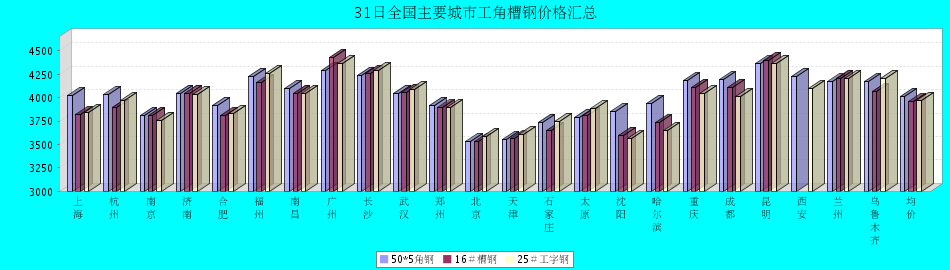 31日全国主要城市工角槽钢价格汇总
4500
4250
4000
3750
3500
3250
3000
上海
杭州
南京
济南
合肥
福州
南昌
广州
长沙
武汉
郑州
北京
天津
石家庄
太原
沈阳
哈尔滨
重庆
成都
昆明
西安
兰州
乌鲁木齐
均价
50*5角钢 16#槽钢 25#工字钢